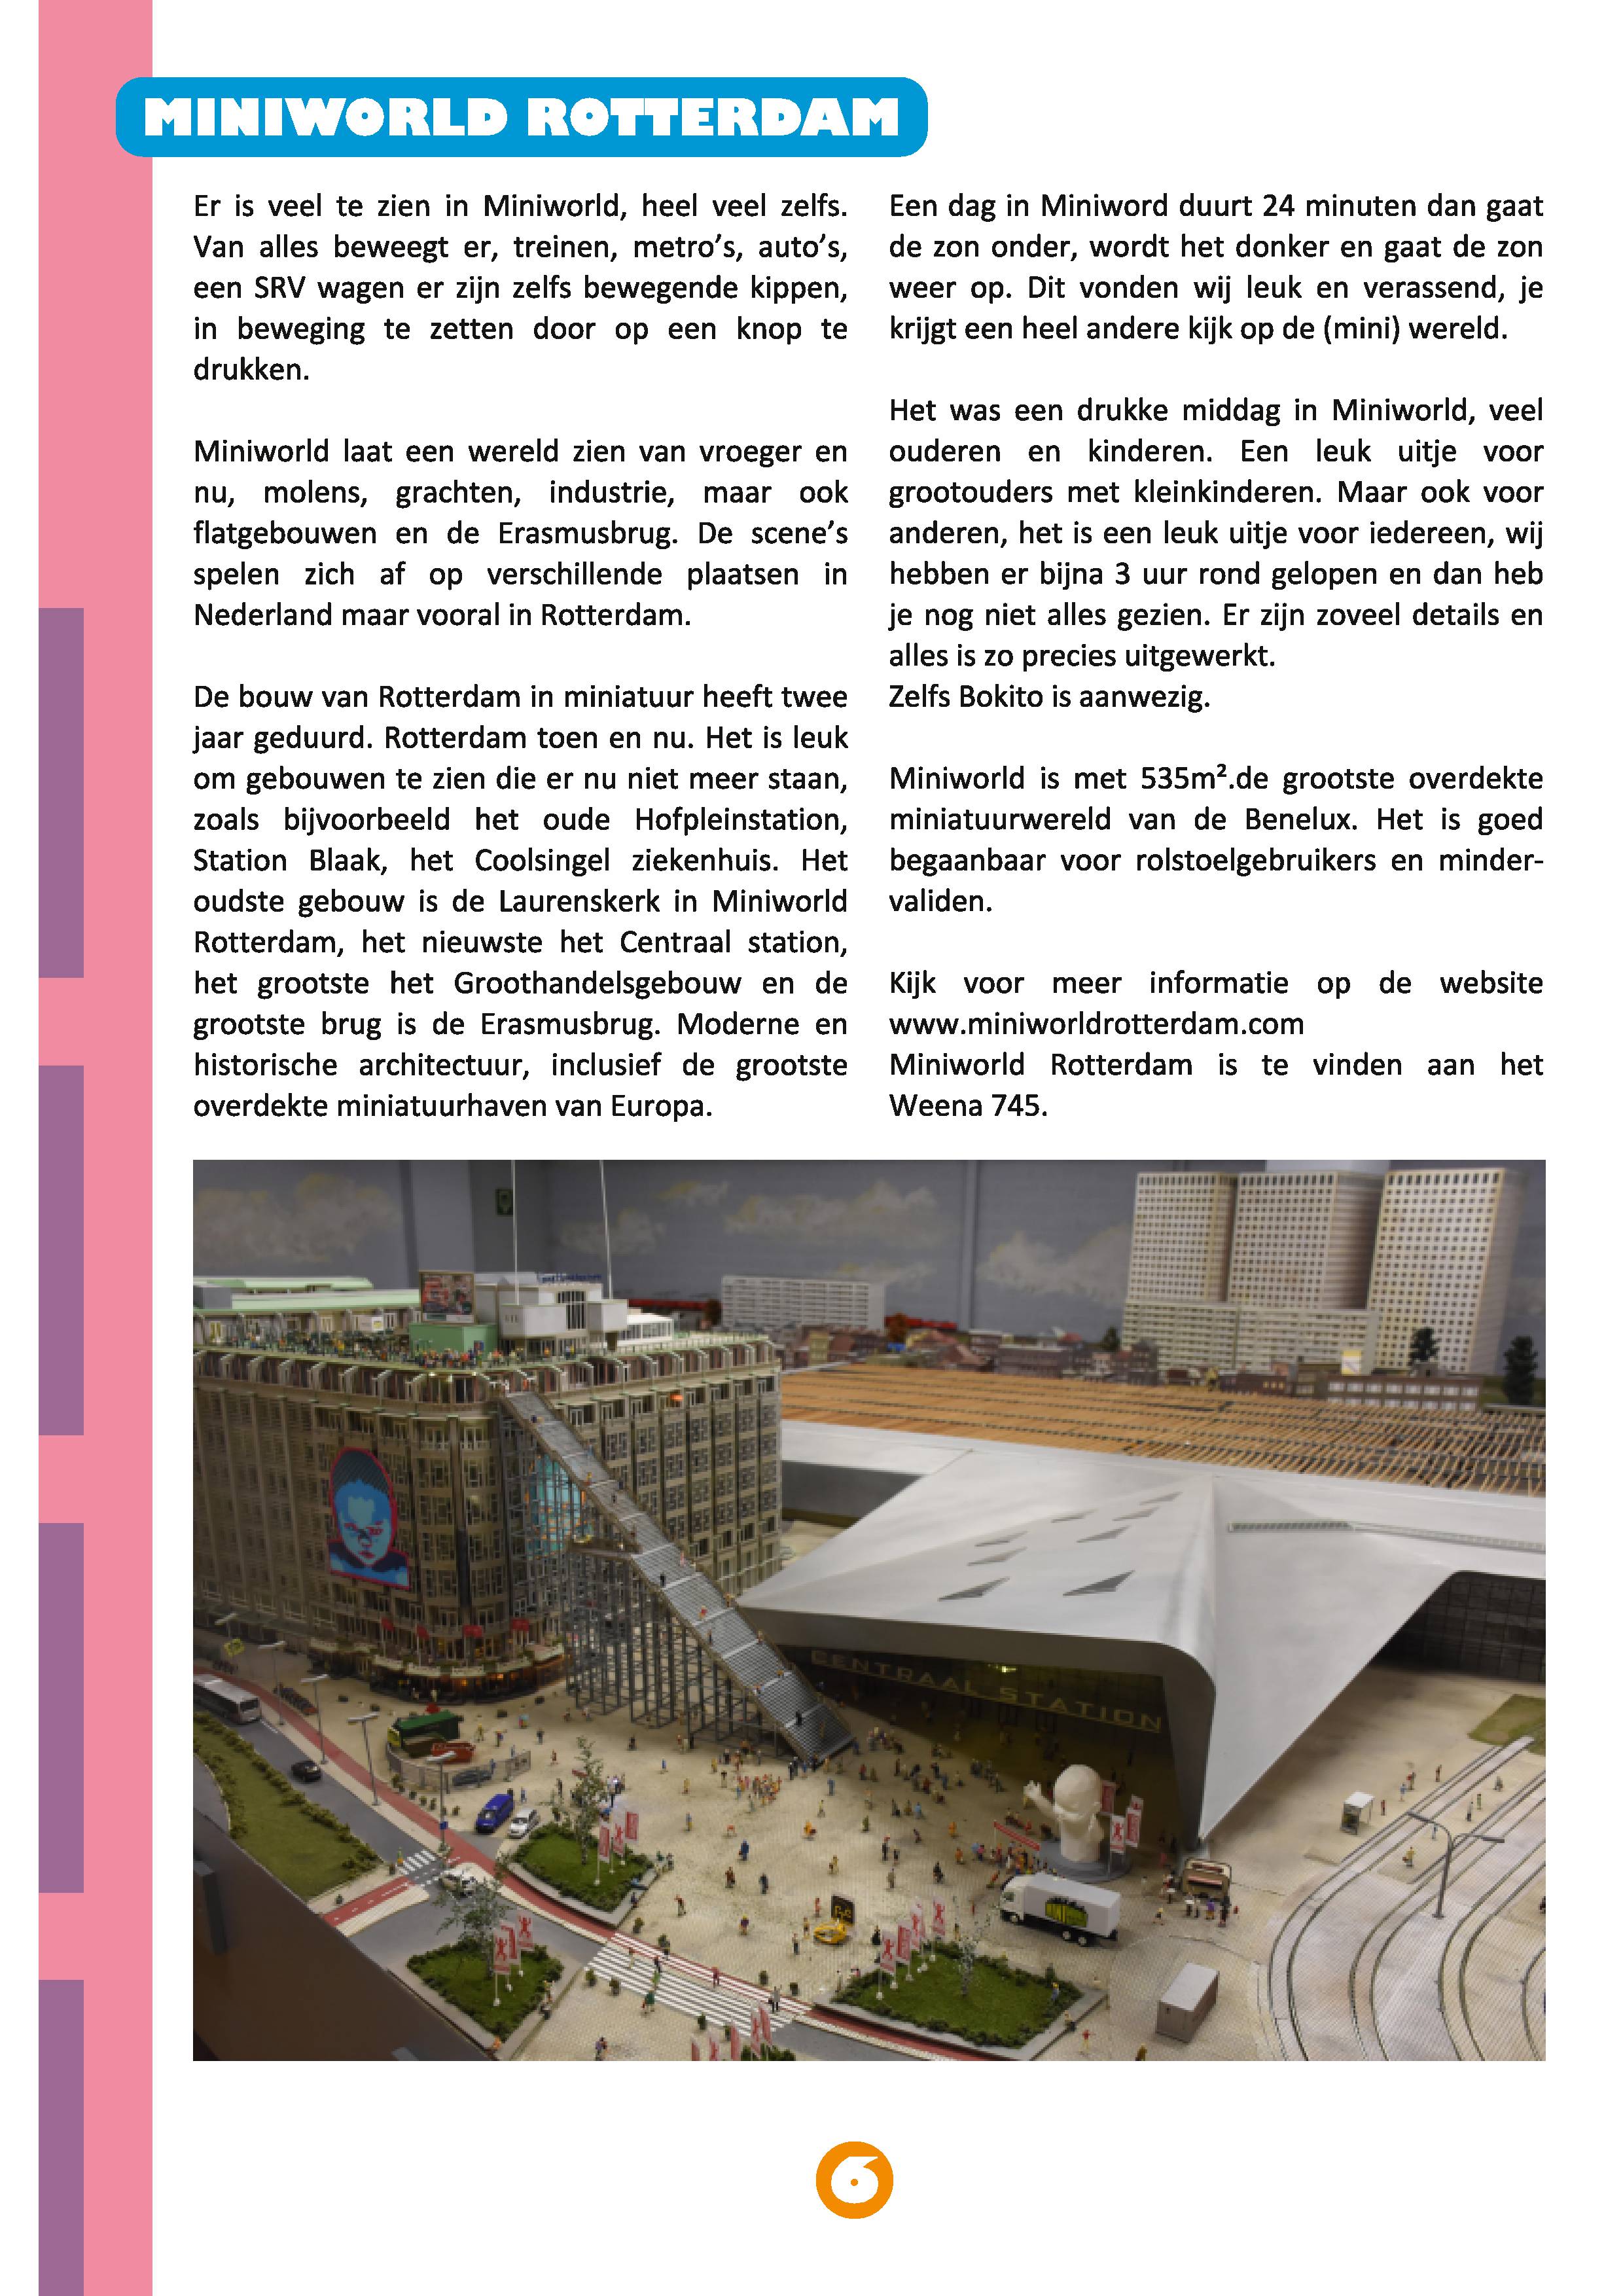 MINIWORLD ROTTERDAM
Er is veel te zien in Miniworld, heel veel zelfs.
Van alles beweegt er, treinen, metro’s, auto’s,
een SRV wagen er zijn zelfs bewegende kippen,
in beweging te zetten door op een knop te
drukken.
Miniworld laat een wereld zien van vroeger en
nu, molens, grachten, industrie, maar ook
flatgebouwen en de Erasmusbrug. De scene’s
spelen zich af op verschillende plaatsen in
Nederland maar vooral in Rotterdam.
De bouw van Rotterdam in miniatuur heeft twee
jaar geduurd. Rotterdam toen en nu. Het is leuk
om gebouwen te zien die er nu niet meer staan,
zoals bijvoorbeeld het oude Hofpleinstation,
Station Blaak, het Coolsingel ziekenhuis. Het
oudste gebouw is de Laurenskerk in Miniworld
Rotterdam, het nieuwste het Centraal station,
het grootste het Groothandelsgebouw en de
grootste brug is de Erasmusbrug. Moderne en
historische architectuur, inclusief de grootste
overdekte miniatuurhaven van Europa.
Een dag in Miniword duurt 24 minuten dan gaat
de zon onder, wordt het donker en gaat de zon
weer op. Dit vonden wij leuk en verassend, je
krijgt een heel andere kijk op de (mini) wereld.
Het was een drukke middag in Miniworld, veel
ouderen en kinderen. Een leuk uitje voor
grootouders met kleinkinderen. Maar ook voor
anderen, het is een leuk uitje voor iedereen, wij
hebben er bijna 3 uur rond gelopen en dan heb
je nog niet alles gezien. Er zijn zoveel details en
alles is zo precies uitgewerkt.
Zelfs Bokito is aanwezig.
Miniworld is met 535m².de grootste overdekte
miniatuurwereld van de Benelux. Het is goed
begaanbaar voor rolstoelgebruikers en minder-
validen.
Kijk voor meer informatie op de website
www.miniworldrotterdam.com
Miniworld Rotterdam is te vinden aan het
Weena 745.
CENTRAAL STATION
6